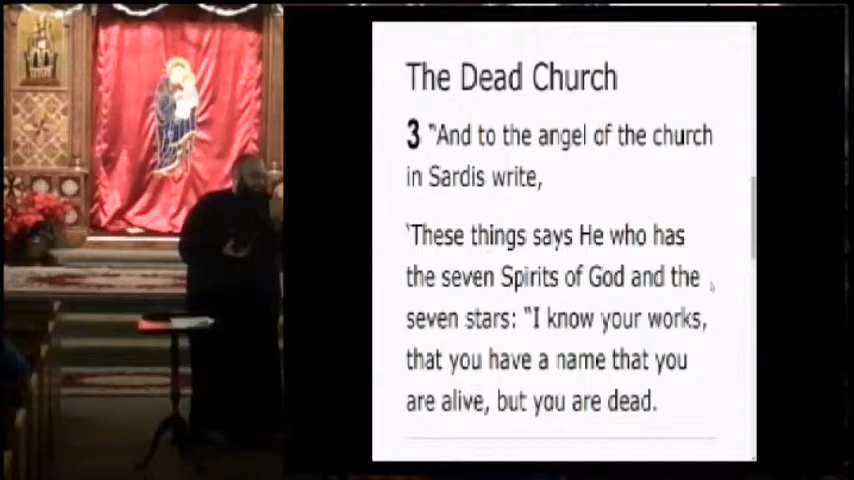 The Dead Church
3 “And to the angel of the church
in Sardis write,
‘These things says He who has
the seven Spirits of God and the
seven stars: “I know your works,
that you have a name that you
are alive, but you are dead.